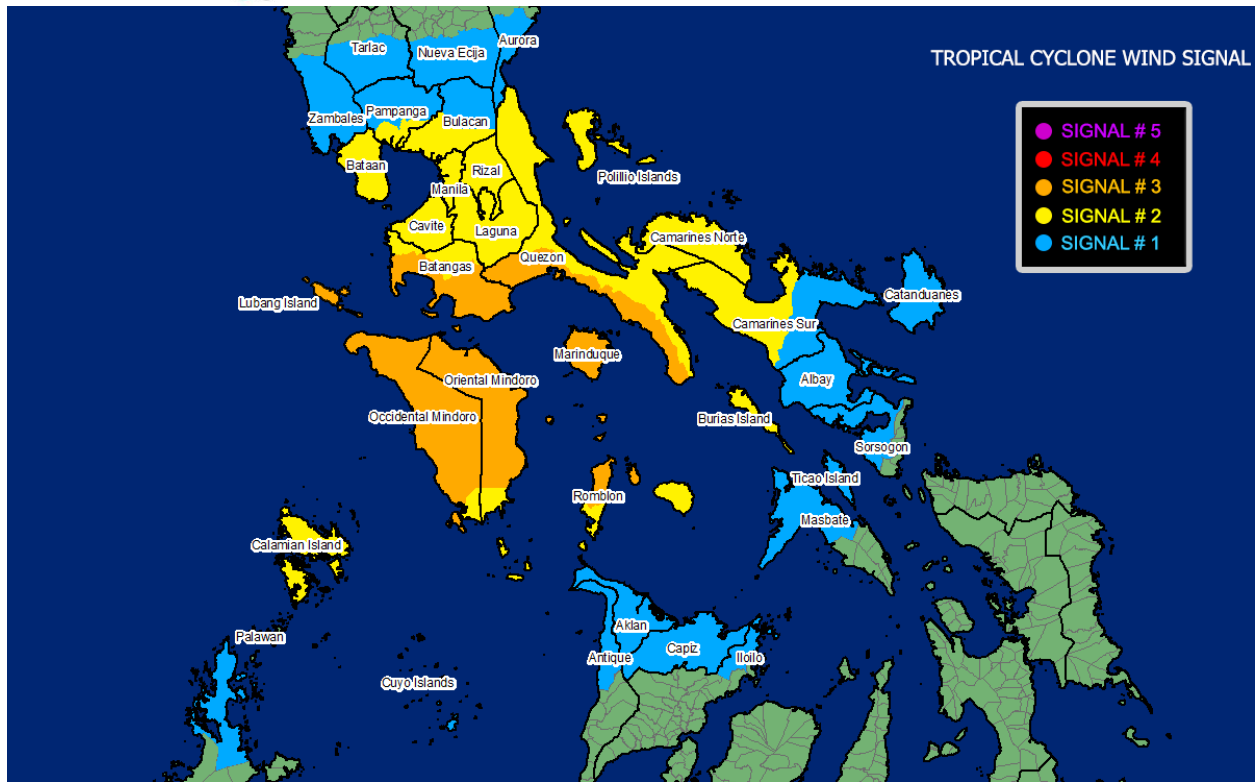 Aurora
Tarlac
Nueva Ecija
TROPICAL CYCLONE WIND SIGNAL
SIGNAL # 5
SIGNAL # 4
SIGNAL # 3
SIGNAL # 2
SIGNAL # 1
Pampanga
Zambales
Bulacan
Bataan
Rizal
Polillio Islands
Manila
Cavite
Laguna
Camarines Norte
Quezon
Batangas
Catanduanes
Lubang Island
Camarines Sur
Marinduque
Oriental Mindoro
Albay
Occidental Mindoro
Burias Island
Sorsogon
Ticao Island
Romblon
Masbate
Calamian Island
Aklan
Palawan
Capiz
Antique
Iloilo
Cuyo Islands